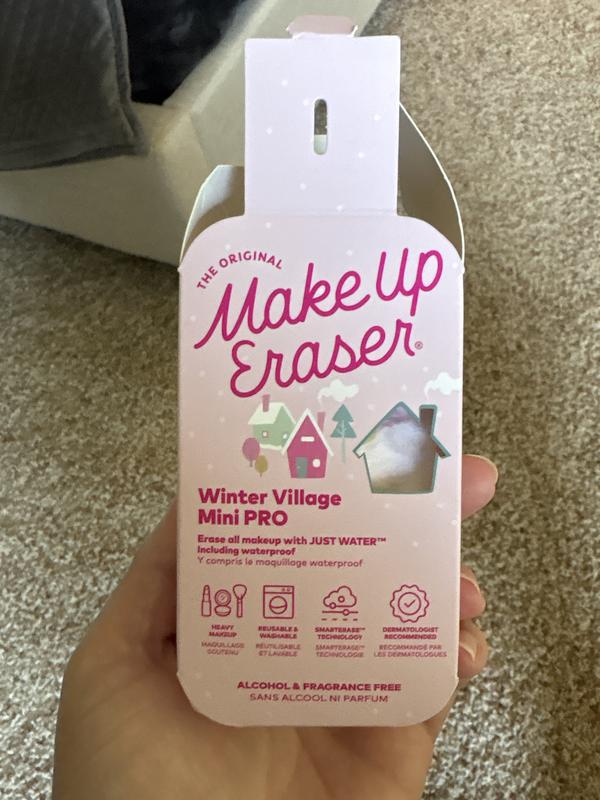 THE ORIGINAL
Make Up
Eraser®
Winter Village
Mini PRO
Erase all makeup with JUST WATER™
Including waterproof
Y compris le maquillage waterproof
HEAVY
MAKEUP
MAQUILLAGE
SOUTENU
REUSABLE &
WASHABLE
RÉUTILISABLE
ET LAVABLE
SMARTERASE™
TECHNOLOGY
SMARTERASE™
TECHNOLOGIE
DERMATOLOGIST
RECOMMENDED
RECOMMANDÉ PAR
LES DERMATOLOGUES
ALCOHOL & FRAGRANCE FREE
SANS ALCOOL NI PARFUM